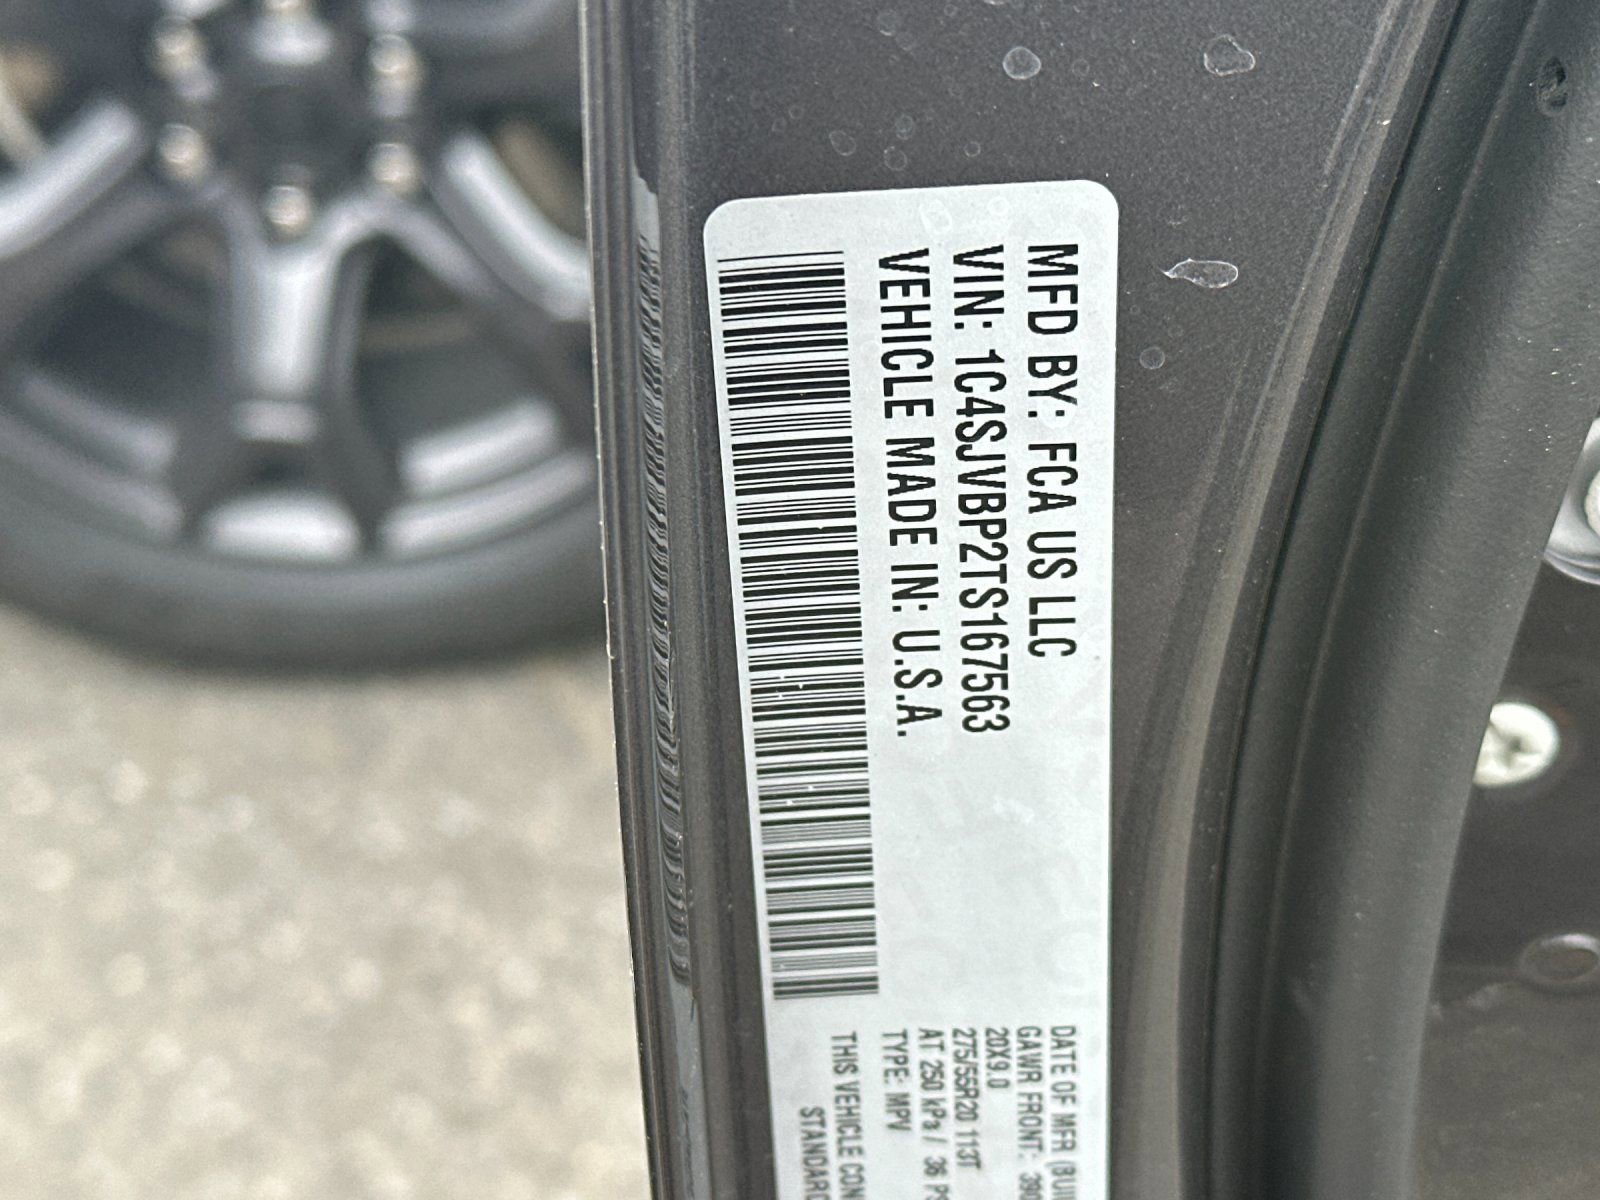 MFD BY: FCA US LLC
VIN: 1C4SJVBP2TS167563
VEHICLE MADE IN: U.S.A.
DATE OF MFR
GAWR FRONT:
20X9.0
275/55R20 113T
AT 250 kPa / 36
TYPE: MPV
THIS VEHICLE